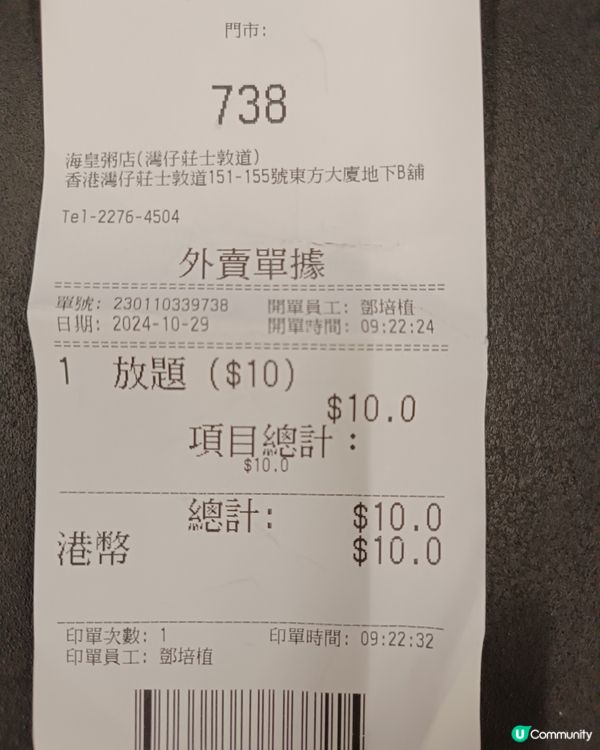 門市:
738
海皇粥店(灣仔莊士敦道)
香港灣仔莊士敦道151-155號東方大廈地下B舖
Tel-2276-4504
外賣單據
單號: 230110339738 開單員工: 鄧培植
日期: 2024-10-29 開單時間: 09:22:24
1 放題 ($10)
$10.0
項目總計:
$10.0
總計: $10.0
港幣 $10.0
印單次數: 1 印單時間: 09:22:32
印單員工: 鄧培植
U Community